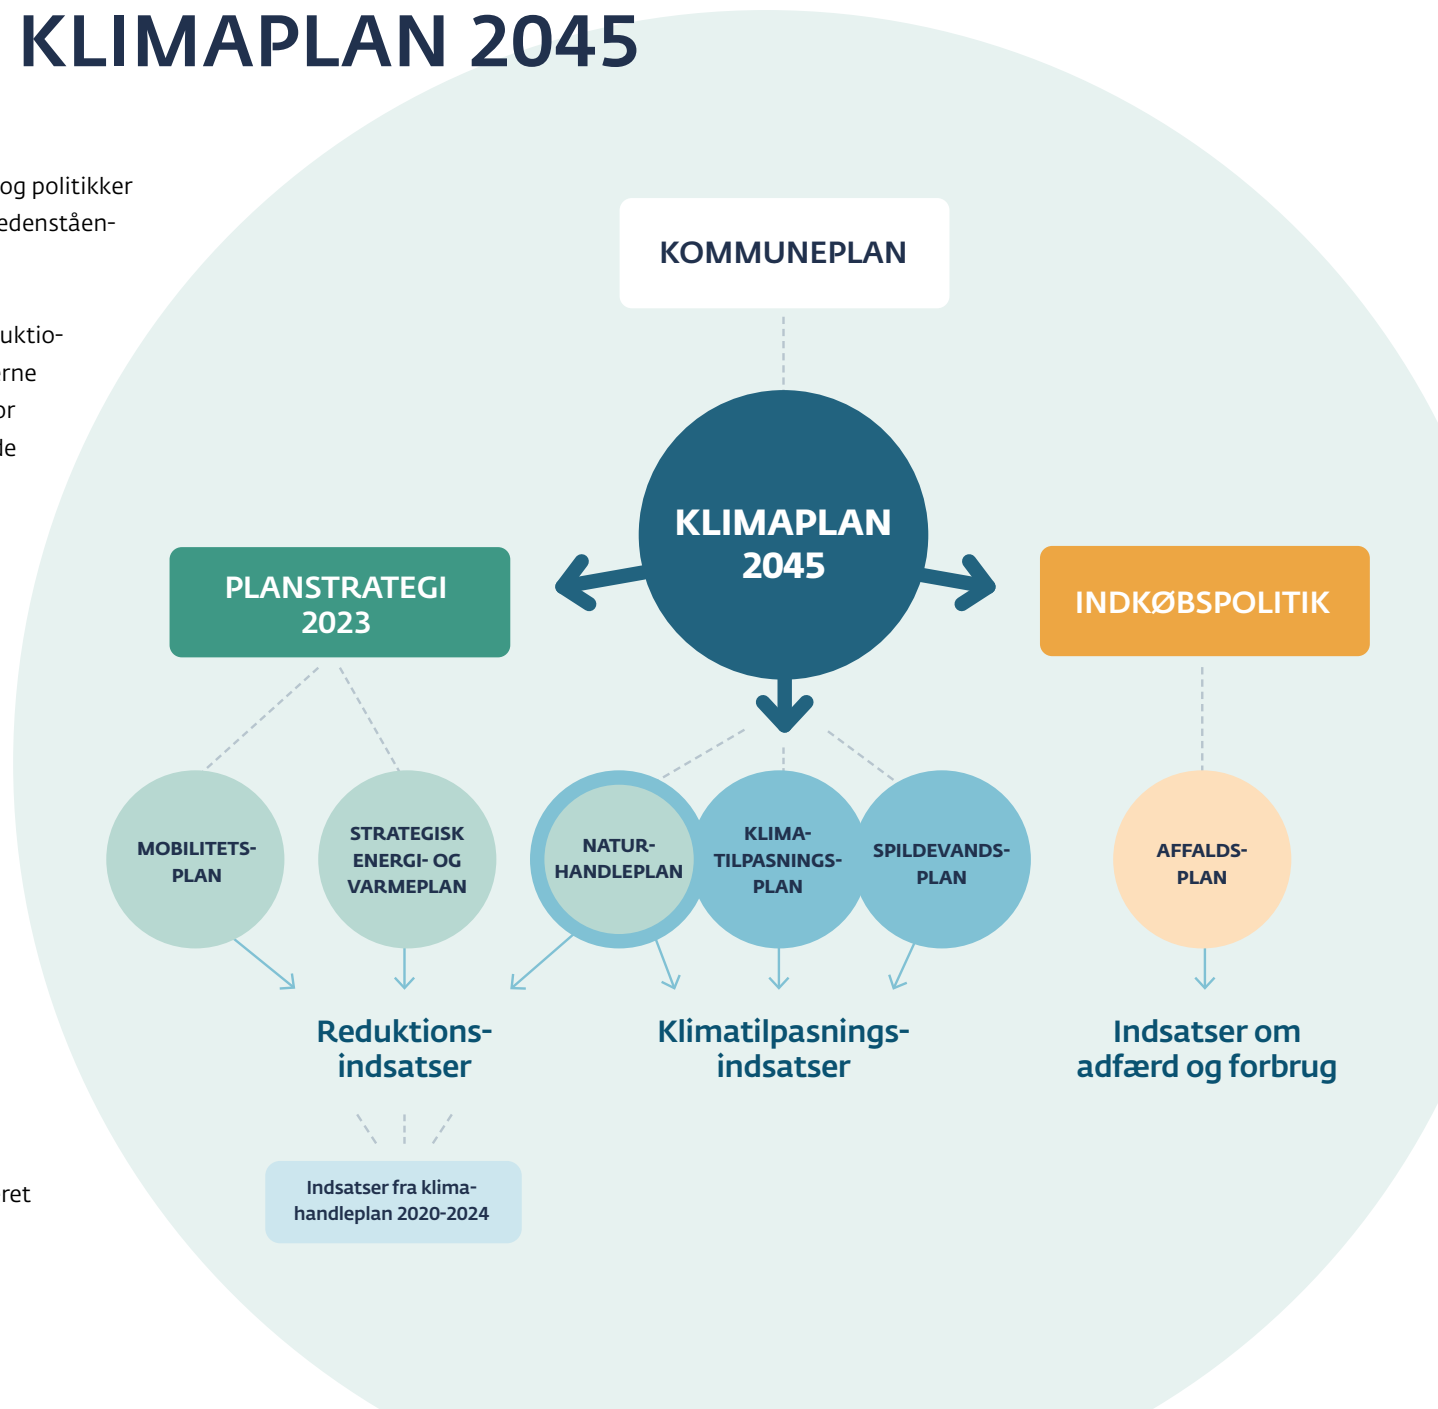 KLIMAPLAN 2045
og politikker
edenståen-
uktio-
erne
or
de
KOMMUNEPLAN
KLIMAPLAN
2045
PLANSTRATEGI
2023
INDKØBSPOLITIK
MOBILITETS-
PLAN
STRATEGISK
ENERGI- OG
VARMEPLAN
NATUR-
HANDLEPLAN
KLIMA-
TILPASNINGS-
PLAN
SPILDEVANDS-
PLAN
AFFALDS-
PLAN
Reduktions-
indsatser
Klimatilpasnings-
indsatser
Indsatser om
adfærd og forbrug
Indsatser fra klima-
handleplan 2020-2024
ret